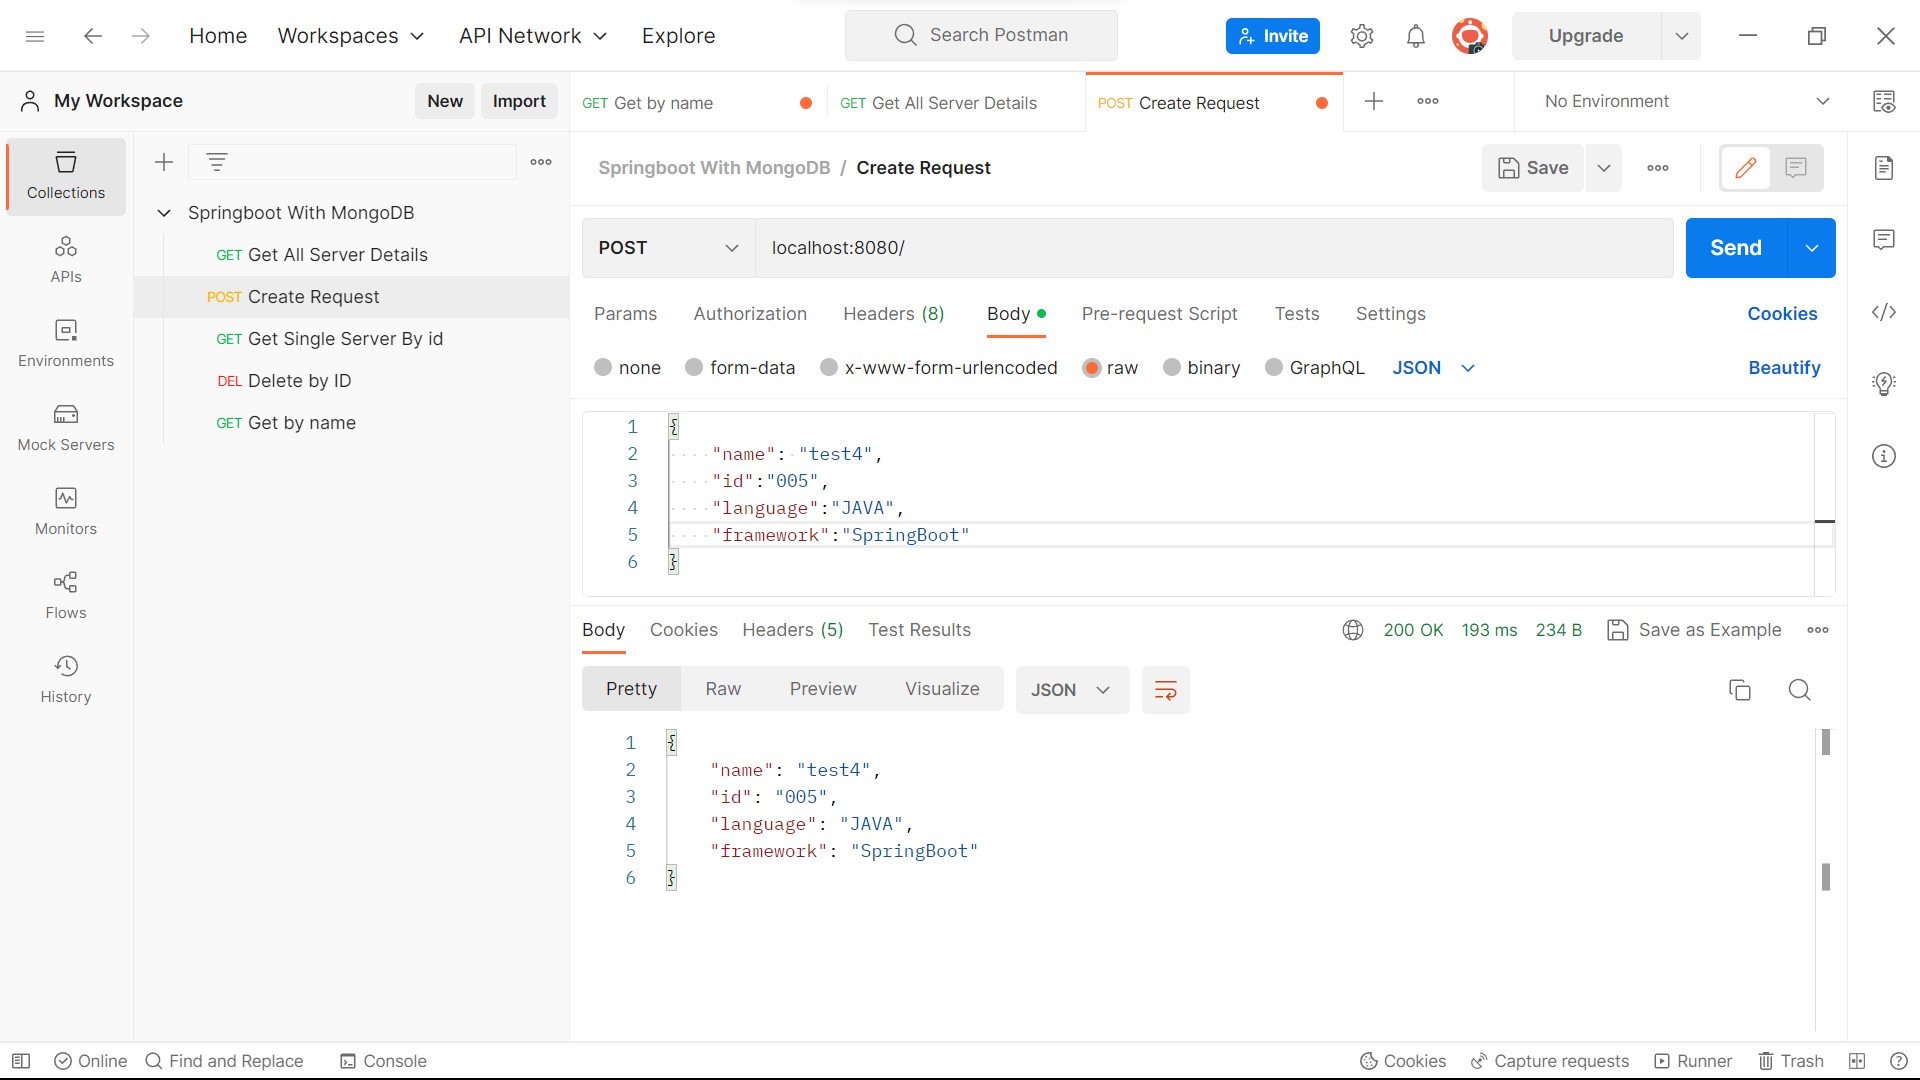 Home Workspaces API Network Explore Search Postman Invite Upgrade
My Workspace New Import
GET Get by name GET Get All Server Details POST Create Request No Environment
Collections
APIs
Environments
Mock Servers
Monitors
Flows
History
Springboot With MongoDB
GET Get All Server Details
POST Create Request
GET Get Single Server By id
DEL Delete by ID
GET Get by name
Springboot With MongoDB / Create Request Save
POST localhost:8080/ Send
Params Authorization Headers (8) Body Pre-request Script Tests Settings Cookies
none form-data x-www-form-urlencoded raw binary GraphQL JSON Beautify
1 {
2 "name": "test4",
3 "id":"005",
4 "language":"JAVA",
5 "framework":"SpringBoot"
6 }
Body Cookies Headers (5) Test Results 200 OK 193 ms 234 B Save as Example
Pretty Raw Preview Visualize JSON
1 {
2 "name": "test4",
3 "id": "005",
4 "language": "JAVA",
5 "framework": "SpringBoot"
6 }
Online Find and Replace Console Cookies Capture requests Runner Trash